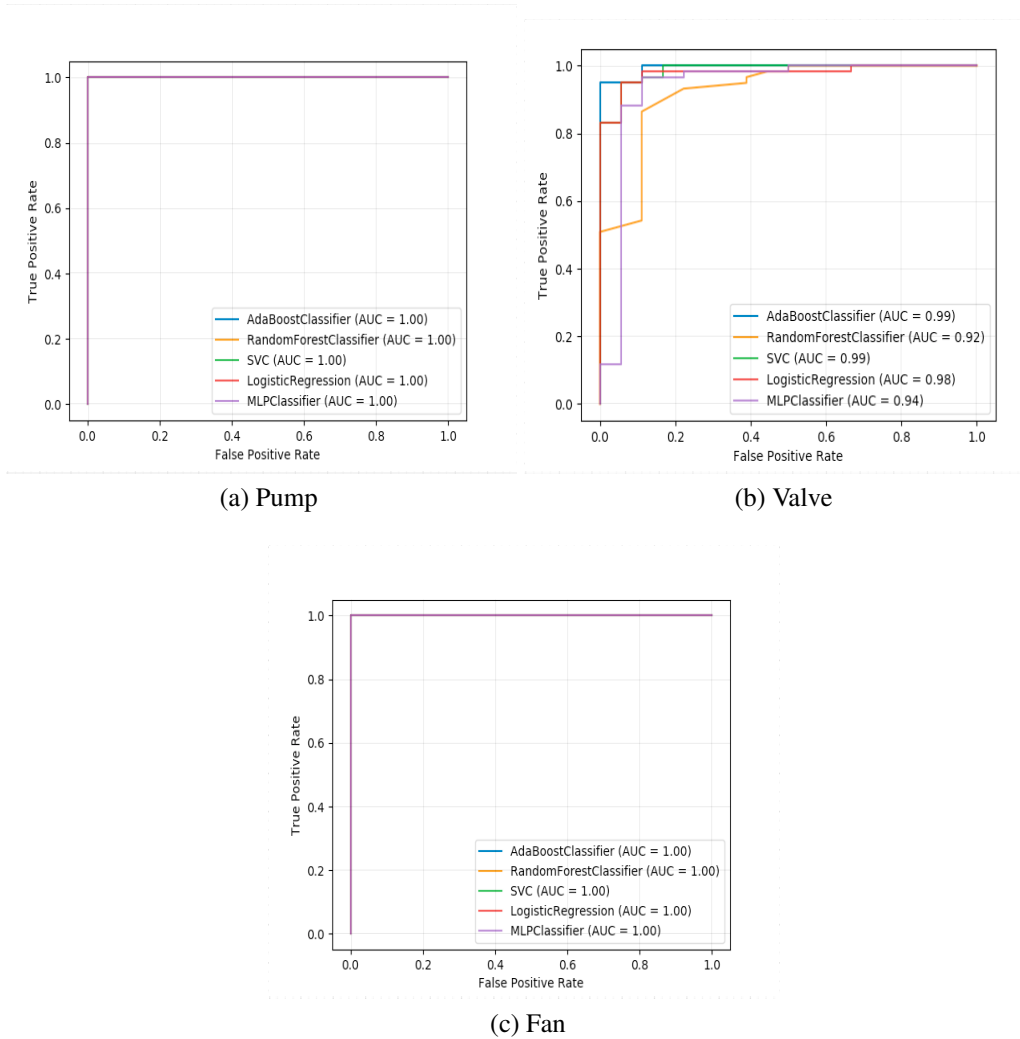 1.0
0.8
0.6
0.4
0.2
0.0
True Positive Rate
AdaBoostClassifier (AUC = 1.00)
RandomForestClassifier (AUC = 1.00)
SVC (AUC = 1.00)
LogisticRegression (AUC = 1.00)
MLPClassifier (AUC = 1.00)
0.0 0.2 0.4 0.6 0.8 1.0
False Positive Rate
(a) Pump
1.0
0.8
0.6
0.4
0.2
0.0
True Positive Rate
AdaBoostClassifier (AUC = 0.99)
RandomForestClassifier (AUC = 0.92)
SVC (AUC = 0.99)
LogisticRegression (AUC = 0.98)
MLPClassifier (AUC = 0.94)
0.0 0.2 0.4 0.6 0.8 1.0
False Positive Rate
(b) Valve
1.0
0.8
0.6
0.4
0.2
0.0
True Positive Rate
AdaBoostClassifier (AUC = 1.00)
RandomForestClassifier (AUC = 1.00)
SVC (AUC = 1.00)
LogisticRegression (AUC = 1.00)
MLPClassifier (AUC = 1.00)
0.0 0.2 0.4 0.6 0.8 1.0
False Positive Rate
(c) Fan